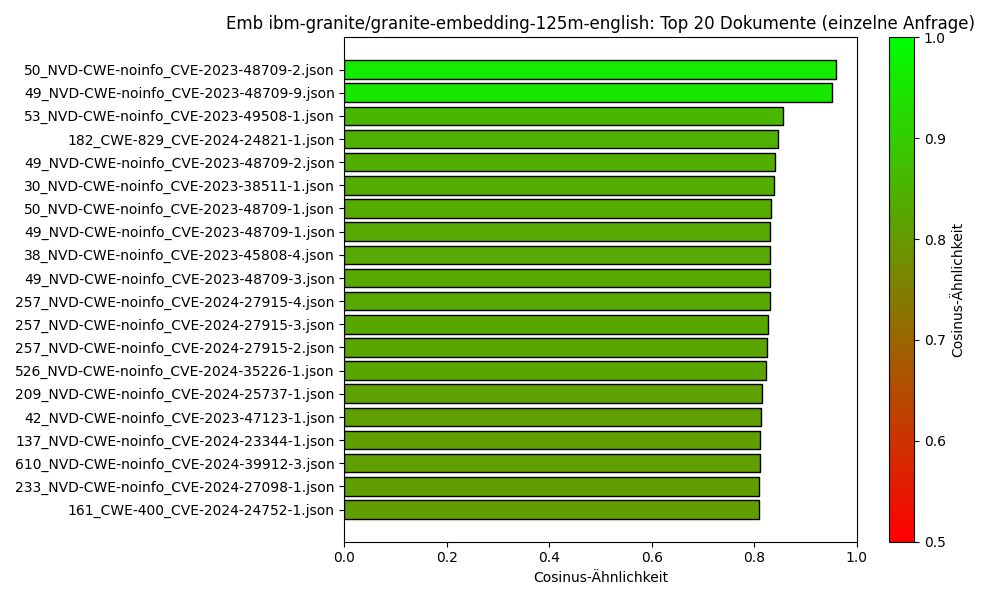 Emb ibm-granite/granite-embedding-125m-english: Top 20 Dokumente (einzelne Anfrage)
50_NVD-CWE-noinfo_CVE-2023-48709-2.json
49_NVD-CWE-noinfo_CVE-2023-48709-9.json
53_NVD-CWE-noinfo_CVE-2023-49508-1.json
182_CWE-829_CVE-2024-24821-1.json
49_NVD-CWE-noinfo_CVE-2023-48709-2.json
30_NVD-CWE-noinfo_CVE-2023-38511-1.json
50_NVD-CWE-noinfo_CVE-2023-48709-1.json
49_NVD-CWE-noinfo_CVE-2023-48709-1.json
38_NVD-CWE-noinfo_CVE-2023-45808-4.json
49_NVD-CWE-noinfo_CVE-2023-48709-3.json
257_NVD-CWE-noinfo_CVE-2024-27915-4.json
257_NVD-CWE-noinfo_CVE-2024-27915-3.json
257_NVD-CWE-noinfo_CVE-2024-27915-2.json
526_NVD-CWE-noinfo_CVE-2024-35226-1.json
209_NVD-CWE-noinfo_CVE-2024-25737-1.json
42_NVD-CWE-noinfo_CVE-2023-47123-1.json
137_NVD-CWE-noinfo_CVE-2024-23344-1.json
610_NVD-CWE-noinfo_CVE-2024-39912-3.json
233_NVD-CWE-noinfo_CVE-2024-27098-1.json
161_CWE-400_CVE-2024-24752-1.json
0.0 0.2 0.4 0.6 0.8 1.0
Cosinus-Ähnlichkeit
1.0
0.9
0.8
0.7
0.6
0.5
Cosinus-Ähnlichkeit